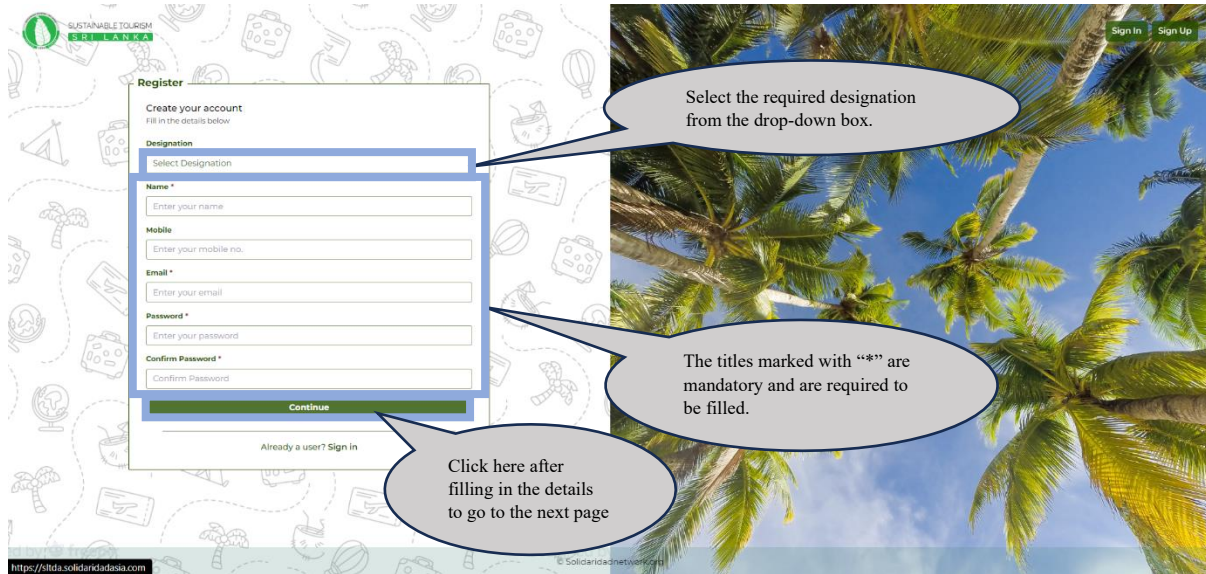 SUSTAINABLE TOURISM
SRI LANKA
Sign In Sign Up
Register
Create your account
Fill in the details below
Designation
Select Designation
Select the required designation
from the drop-down box.
Name *
Enter your name
Mobile
Enter your mobile no.
Email *
Enter your email
Password *
Enter your password
Confirm Password *
Confirm Password
The titles marked with “*” are
mandatory and are required to
be filled.
Continue
Already a user? Sign in
Click here after
filling in the details
to go to the next page
© Solidaridadnetwork.org
https://sltda.solidaridadasia.com